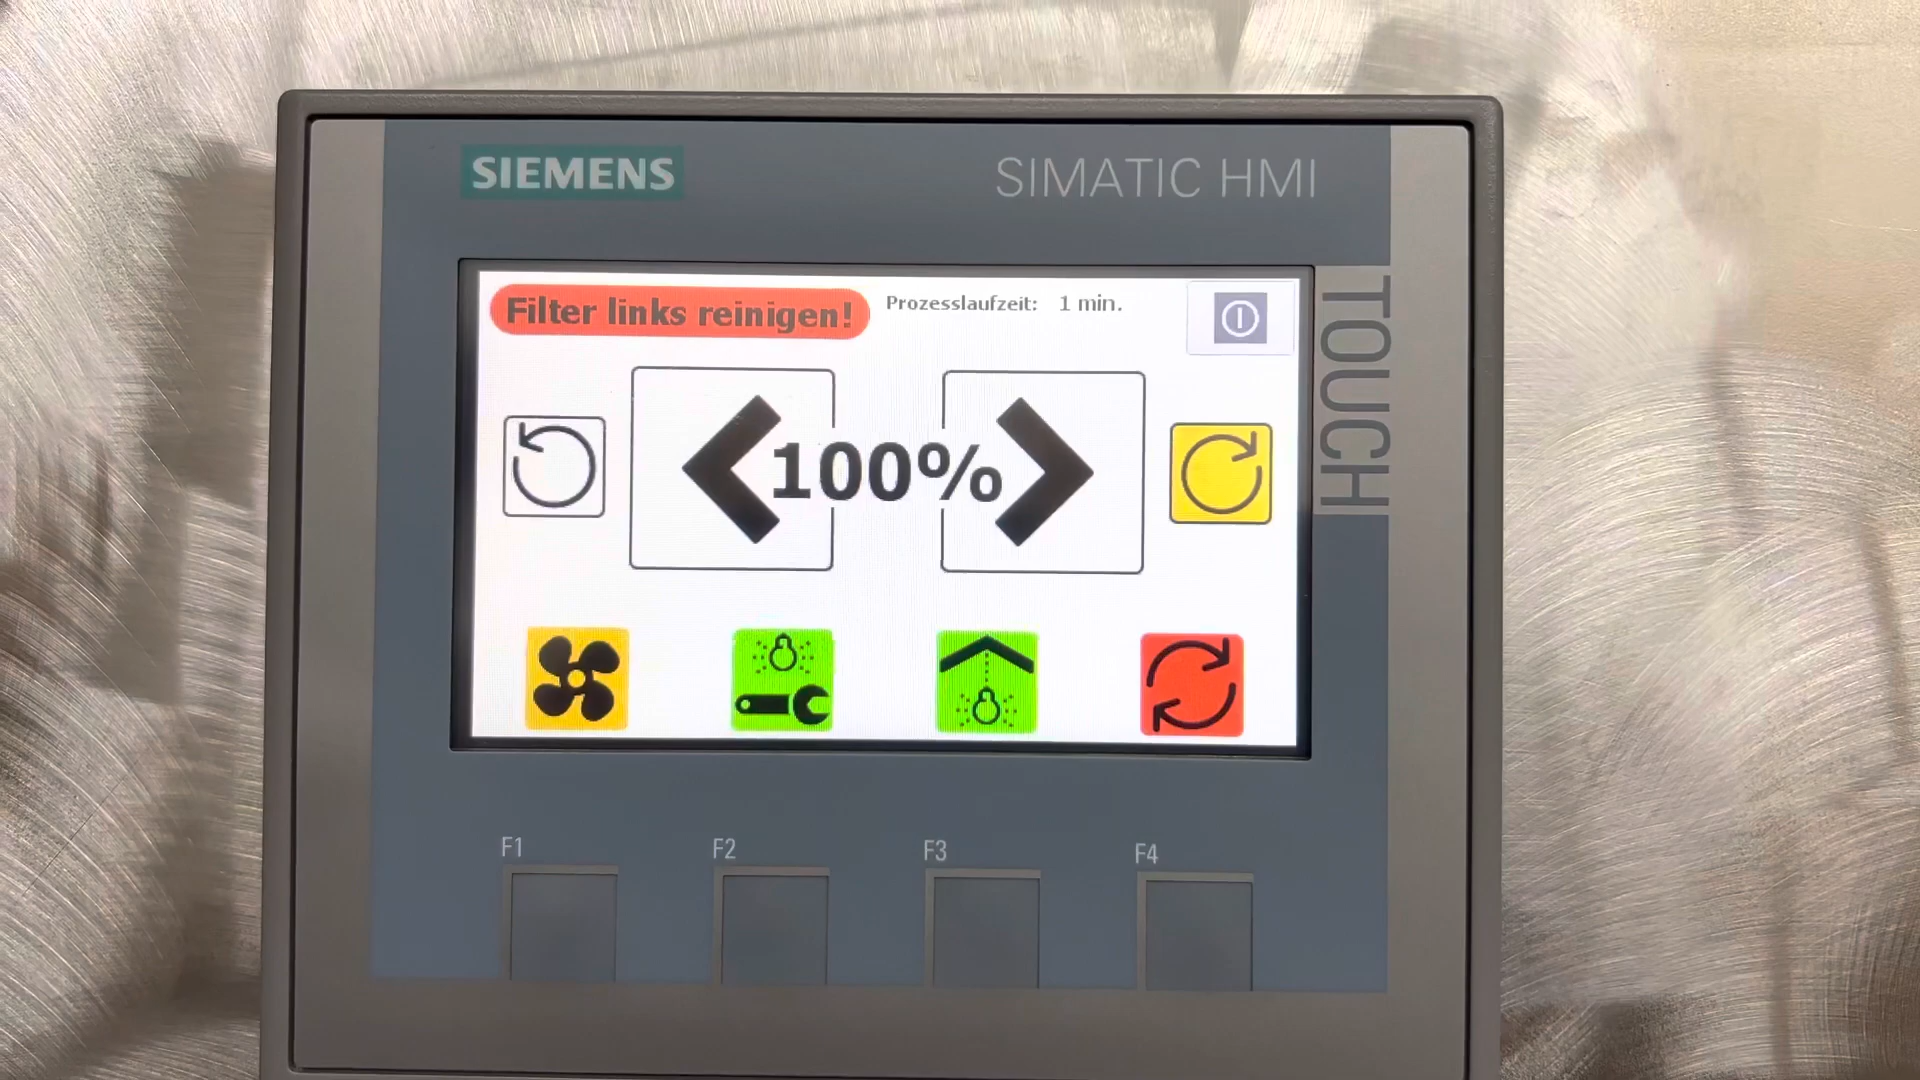 SIEMENS
SIMATIC HMI
TOUCH
Filter links reinigen!
Prozesslaufzeit: 1 min.
100%
F1
F2
F3
F4